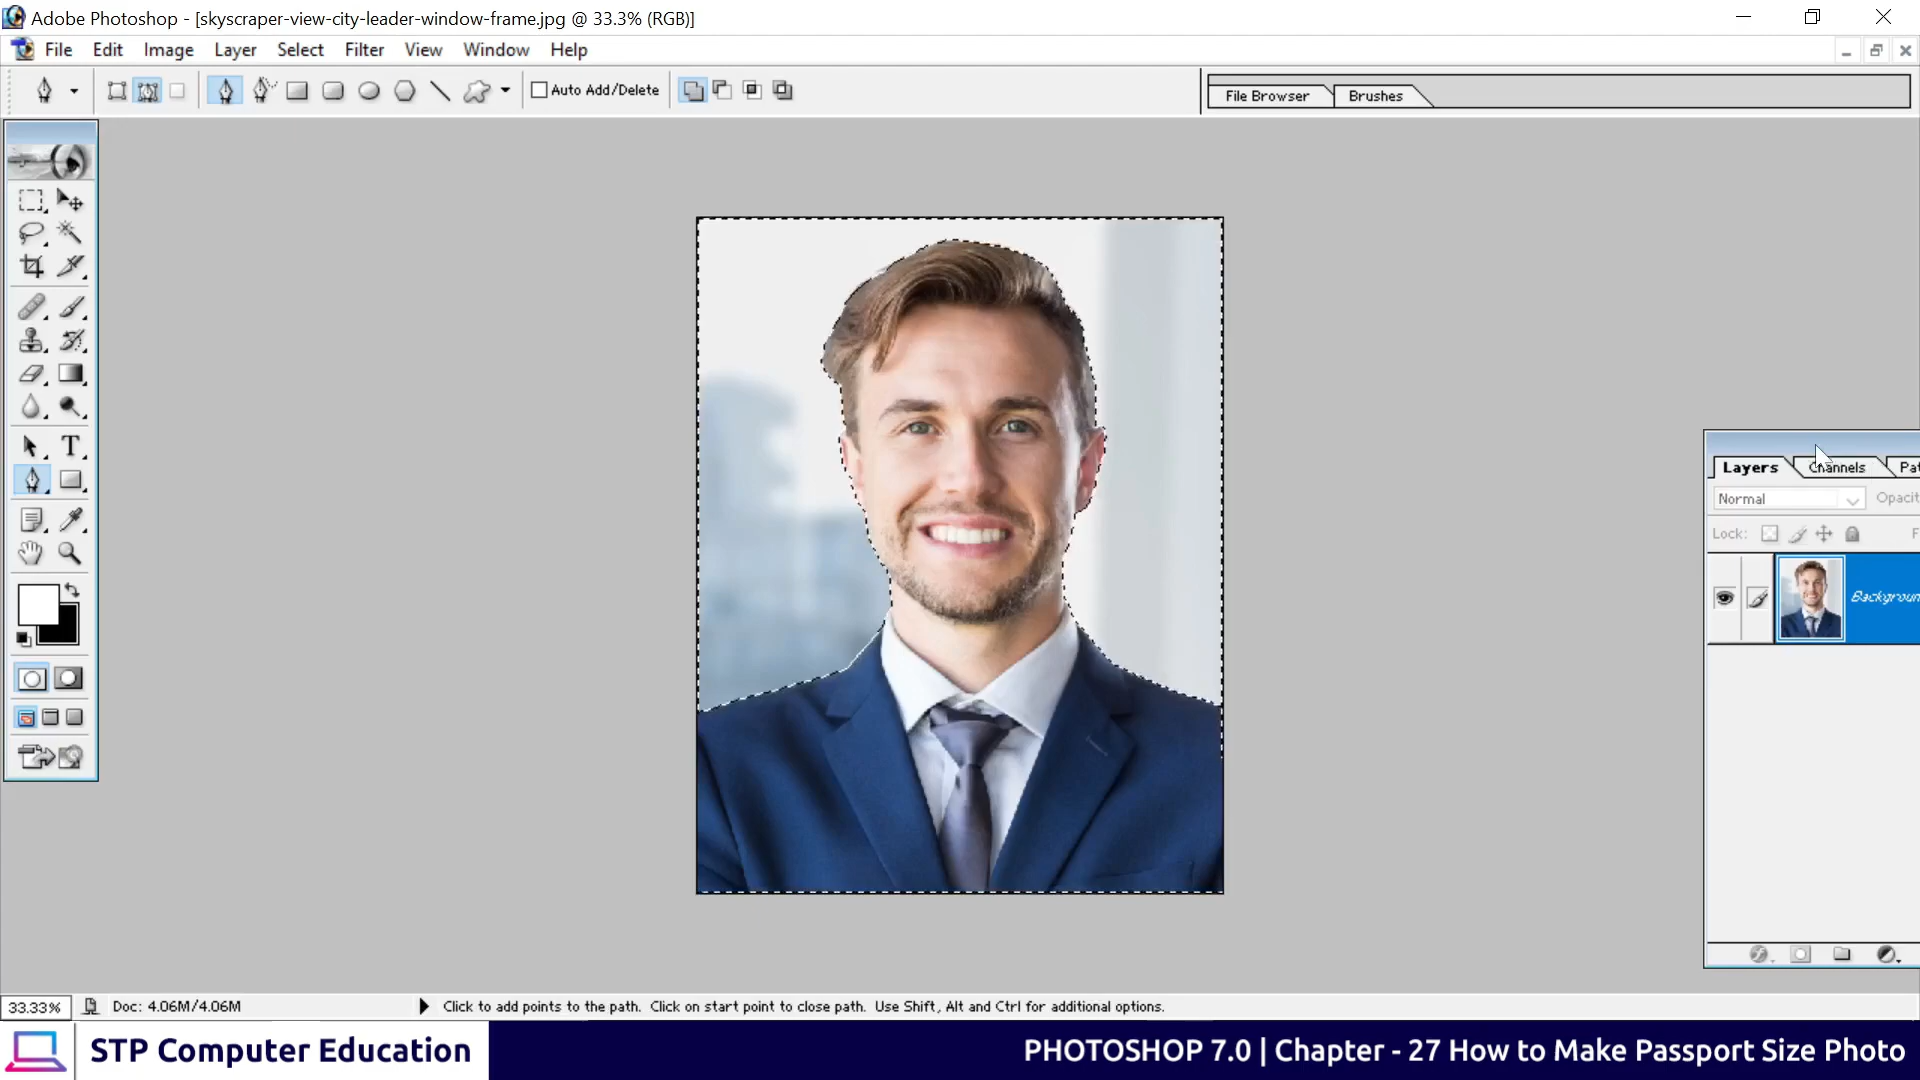 Adobe Photoshop - [skyscraper-view-city-leader-window-frame.jpg @ 33.3% (RGB)]
File Edit Image Layer Select Filter View Window Help
Auto Add/Delete
File Browser Brushes
Layers Channels Pat
Normal Opacit
Lock: F
Backgroun
T
33.33% Doc: 4.06M/4.06M Click to add points to the path. Click on start point to close path. Use Shift, Alt and Ctrl for additional options.
STP Computer Education PHOTOSHOP 7.0 | Chapter - 27 How to Make Passport Size Photo